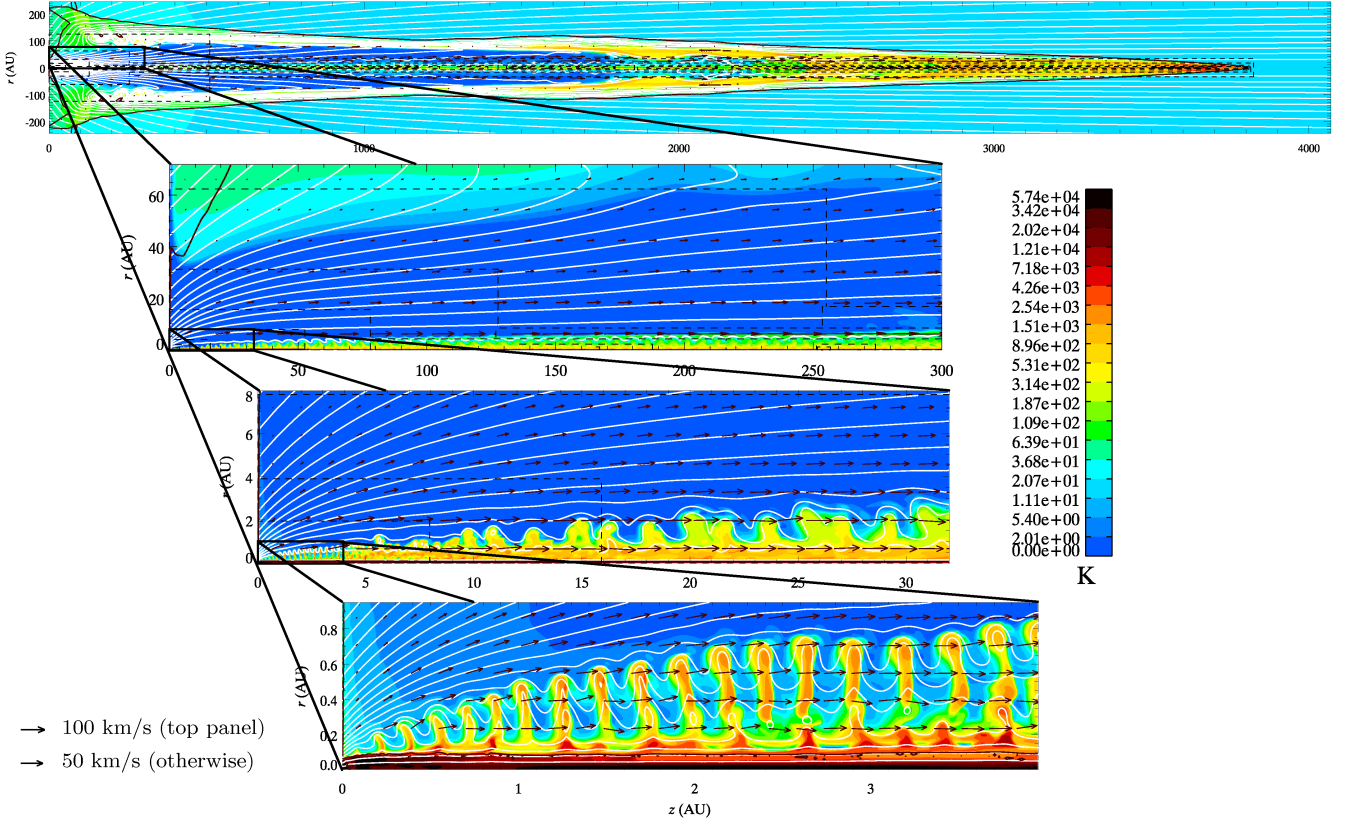 200
100
0
-100
-200
r (AU)
0 1000 2000 3000 4000
60
40
20
0
r (AU)
0 50 100 150 200 250 300
8
6
4
2
0
r (AU)
0 5 10 15 20 25 30
0.8
0.6
0.4
0.2
0.0
r (AU)
0 1 2 3
z (AU)
5.74e+04
3.42e+04
2.02e+04
1.21e+04
7.18e+03
4.26e+03
2.54e+03
1.51e+03
8.96e+02
5.31e+02
3.14e+02
1.87e+02
1.09e+02
6.39e+01
3.68e+01
2.07e+01
1.11e+01
5.40e+00
2.01e+00
0.00e+00
K
100 km/s (top panel)
50 km/s (otherwise)